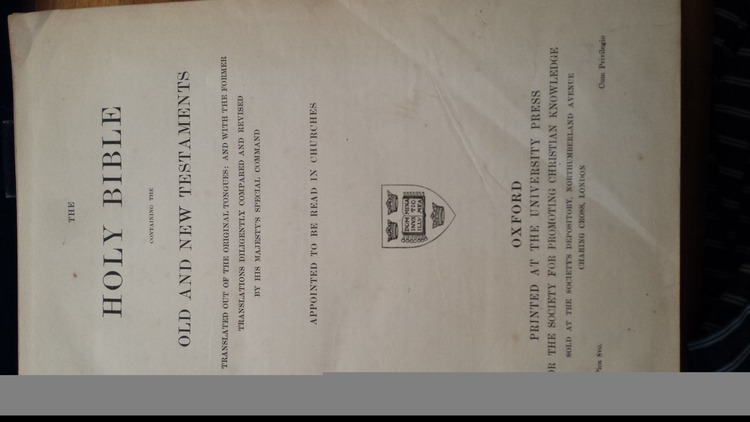 THE
HOLY BIBLE
CONTAINING THE
OLD AND NEW TESTAMENTS
TRANSLATED OUT OF THE ORIGINAL TONGUES: AND WITH THE FORMER
TRANSLATIONS DILIGENTLY COMPARED AND REVISED
BY HIS MAJESTY'S SPECIAL COMMAND
APPOINTED TO BE READ IN CHURCHES
DOMINUS
OXFORD
PRINTED AT THE UNIVERSITY PRESS
OR THE SOCIETY FOR PROMOTING CHRISTIAN KNOWLEDGE
SOLD AT THE SOCIETY'S DEPOSITORY, NORTHUMBERLAND AVENUE
CHARING CROSS, LONDON
8vo. Cum Privilegio